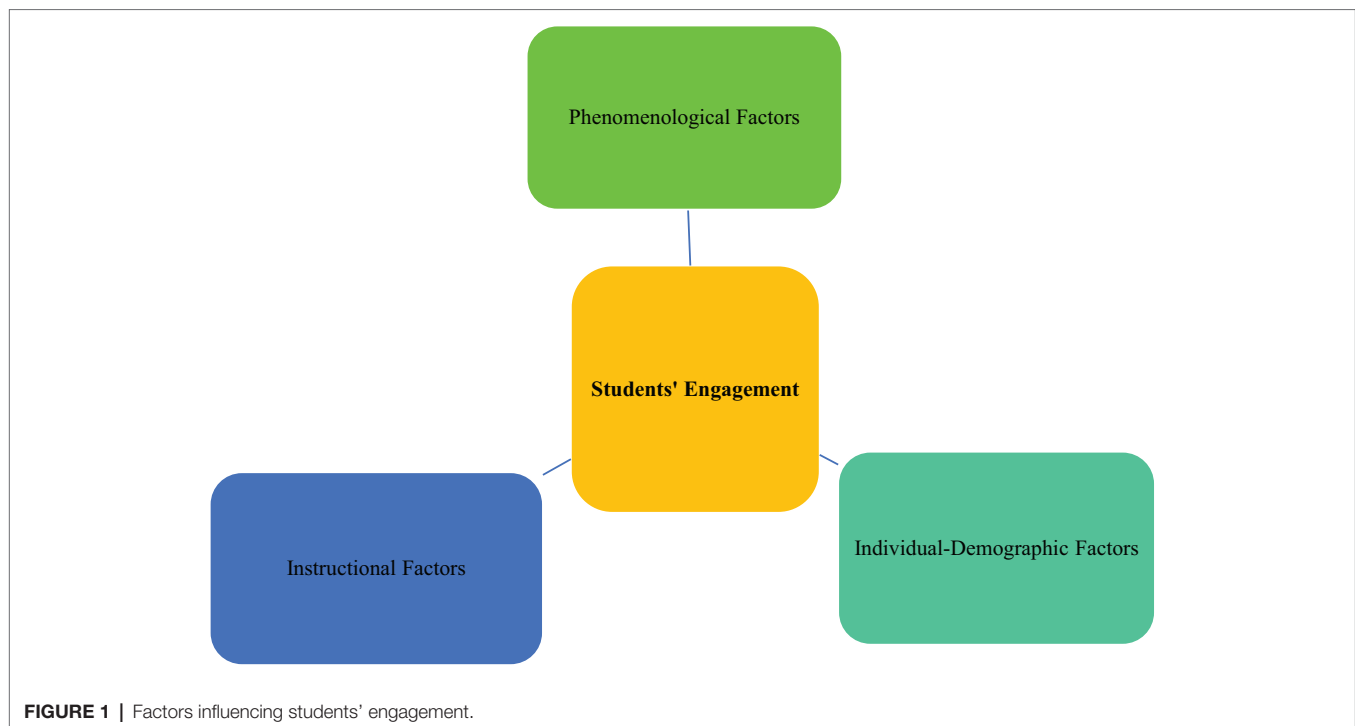 Phenomenological Factors
Students' Engagement
Instructional Factors
Individual-Demographic Factors
FIGURE 1 | Factors influencing students’ engagement.